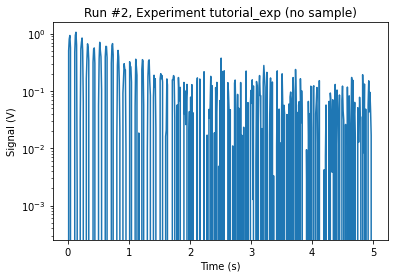 Run #2, Experiment tutorial_exp (no sample)
Signal (V)
10⁰
10⁻¹
10⁻²
10⁻³
0 1 2 3 4 5
Time (s)